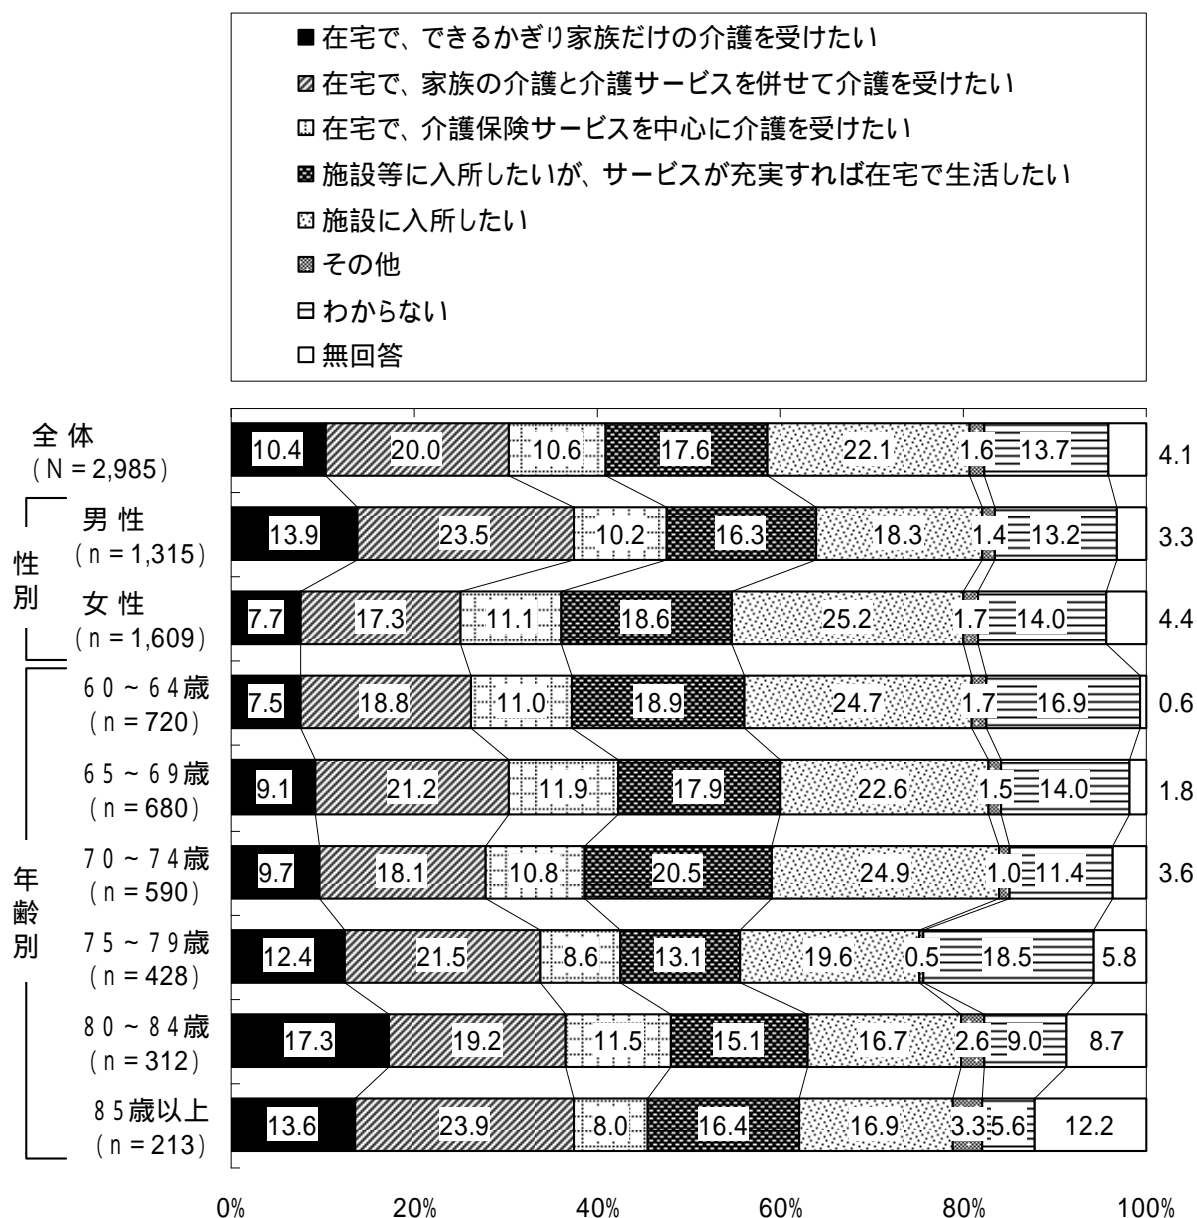 在宅で、できるかぎり家族だけの介護を受けたい
在宅で、家族の介護と介護サービスを併せて介護を受けたい
在宅で、介護保険サービスを中心に介護を受けたい
施設等に入所したいが、サービスが充実すれば在宅で生活したい
施設に入所したい
その他
わからない
無回答
全体
(N=2,985)
10.4 20.0 10.6 17.6 22.1 1.6 13.7 4.1
性別
男性
(n=1,315)
13.9 23.5 10.2 16.3 18.3 1.4 13.2 3.3
女性
(n=1,609)
7.7 17.3 11.1 18.6 25.2 1.7 14.0 4.4
年齢別
60~64歳
(n=720)
7.5 18.8 11.0 18.9 24.7 1.7 16.9 0.6
65~69歳
(n=680)
9.1 21.2 11.9 17.9 22.6 1.5 14.0 1.8
70~74歳
(n=590)
9.7 18.1 10.8 20.5 24.9 1.0 11.4 3.6
75~79歳
(n=428)
12.4 21.5 8.6 13.1 19.6 0.5 18.5 5.8
80~84歳
(n=312)
17.3 19.2 11.5 15.1 16.7 2.6 9.0 8.7
85歳以上
(n=213)
13.6 23.9 8.0 16.4 16.9 3.3 5.6 12.2
0% 20% 40% 60% 80% 100%